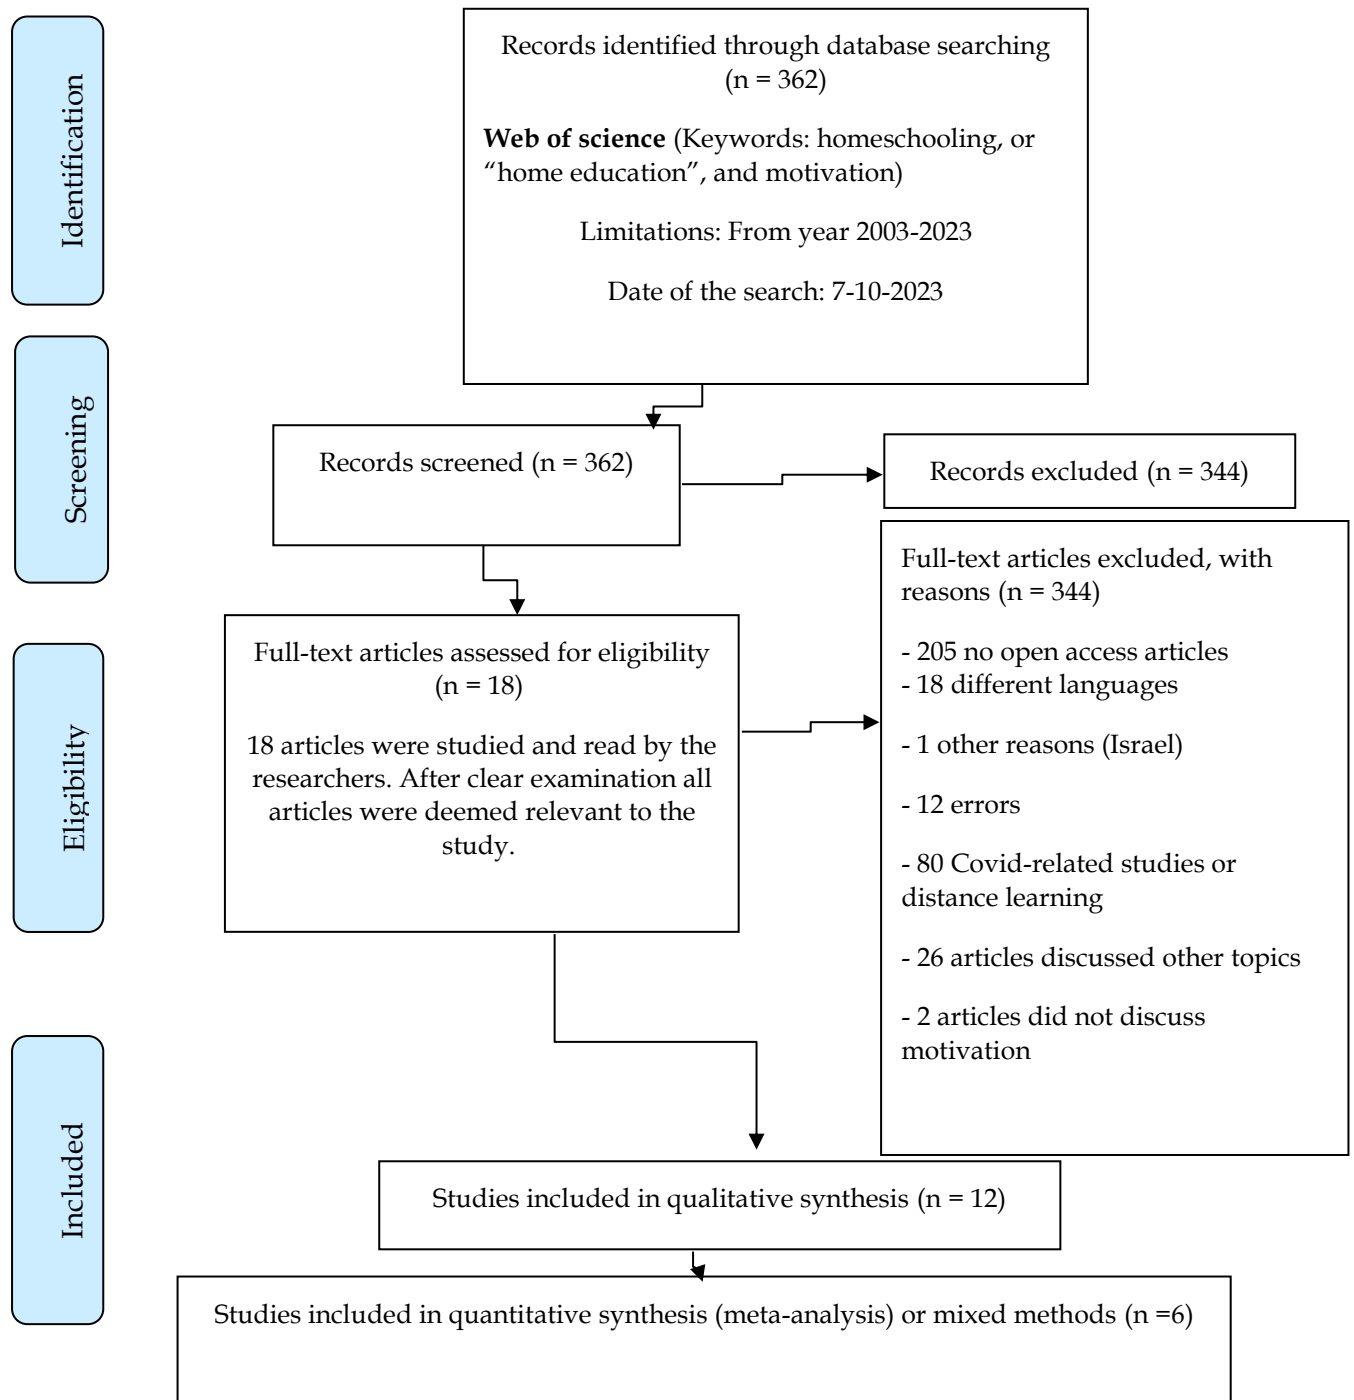 Identification
Records identified through database searching
(n = 362)
Web of science (Keywords: homeschooling, or
“home education”, and motivation)
Limitations: From year 2003-2023
Date of the search: 7-10-2023
Screening
Records screened (n = 362)
Records excluded (n = 344)
Eligibility
Full-text articles assessed for eligibility
(n = 18)
18 articles were studied and read by the
researchers. After clear examination all
articles were deemed relevant to the
study.
Full-text articles excluded, with
reasons (n = 344)
- 205 no open access articles
- 18 different languages
- 1 other reasons (Israel)
- 12 errors
- 80 Covid-related studies or
distance learning
- 26 articles discussed other topics
- 2 articles did not discuss
motivation
Included
Studies included in qualitative synthesis (n = 12)
Studies included in quantitative synthesis (meta-analysis) or mixed methods (n =6)